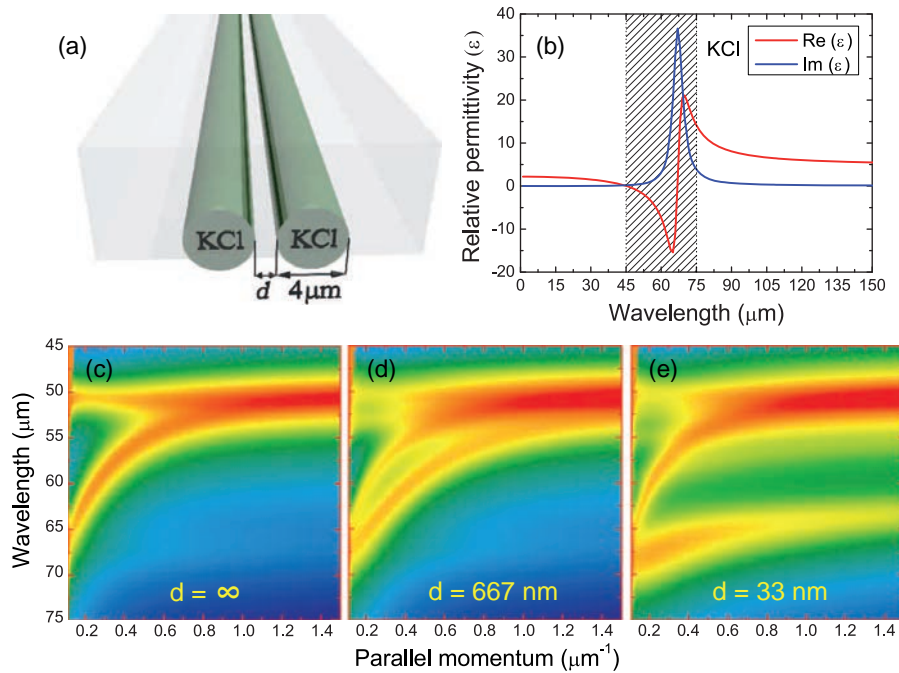 (a)
KCl KCl
d 4μm
(b)
KCl
Re (ε)
Im (ε)
Relative permittivity (ε)
40
30
20
10
0
-10
-20
0 15 30 45 60 75 90 105 120 135 150
Wavelength (μm)
(c) (d) (e)
Wavelength (μm)
45
50
55
60
65
70
75
d = ∞ d = 667 nm d = 33 nm
0.2 0.4 0.6 0.8 1.0 1.2 1.4 0.2 0.4 0.6 0.8 1.0 1.2 1.4 0.2 0.4 0.6 0.8 1.0 1.2 1.4
Parallel momentum (μm⁻¹)